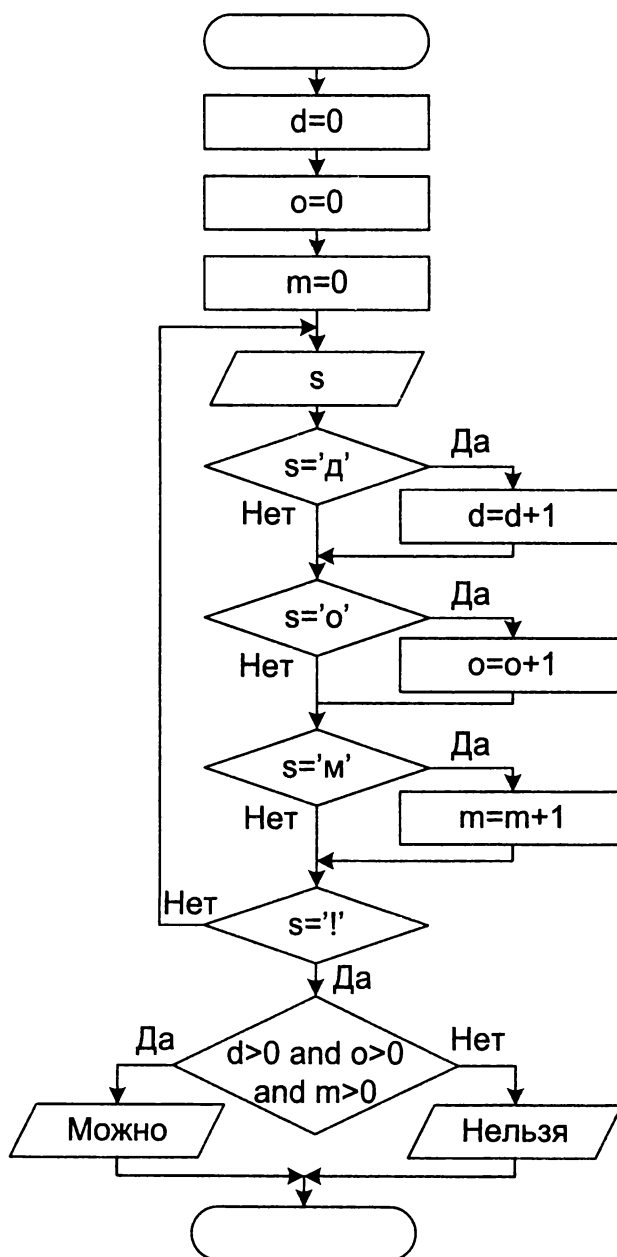 d=0
o=0
m=0
s
s=’д’
Да
Нет
d=d+1
s=’о’
Да
Нет
o=o+1
s=’м’
Да
Нет
m=m+1
Нет
s=’!’
Да
Да
d>0 and o>0
and m>0
Нет
Можно
Нельзя